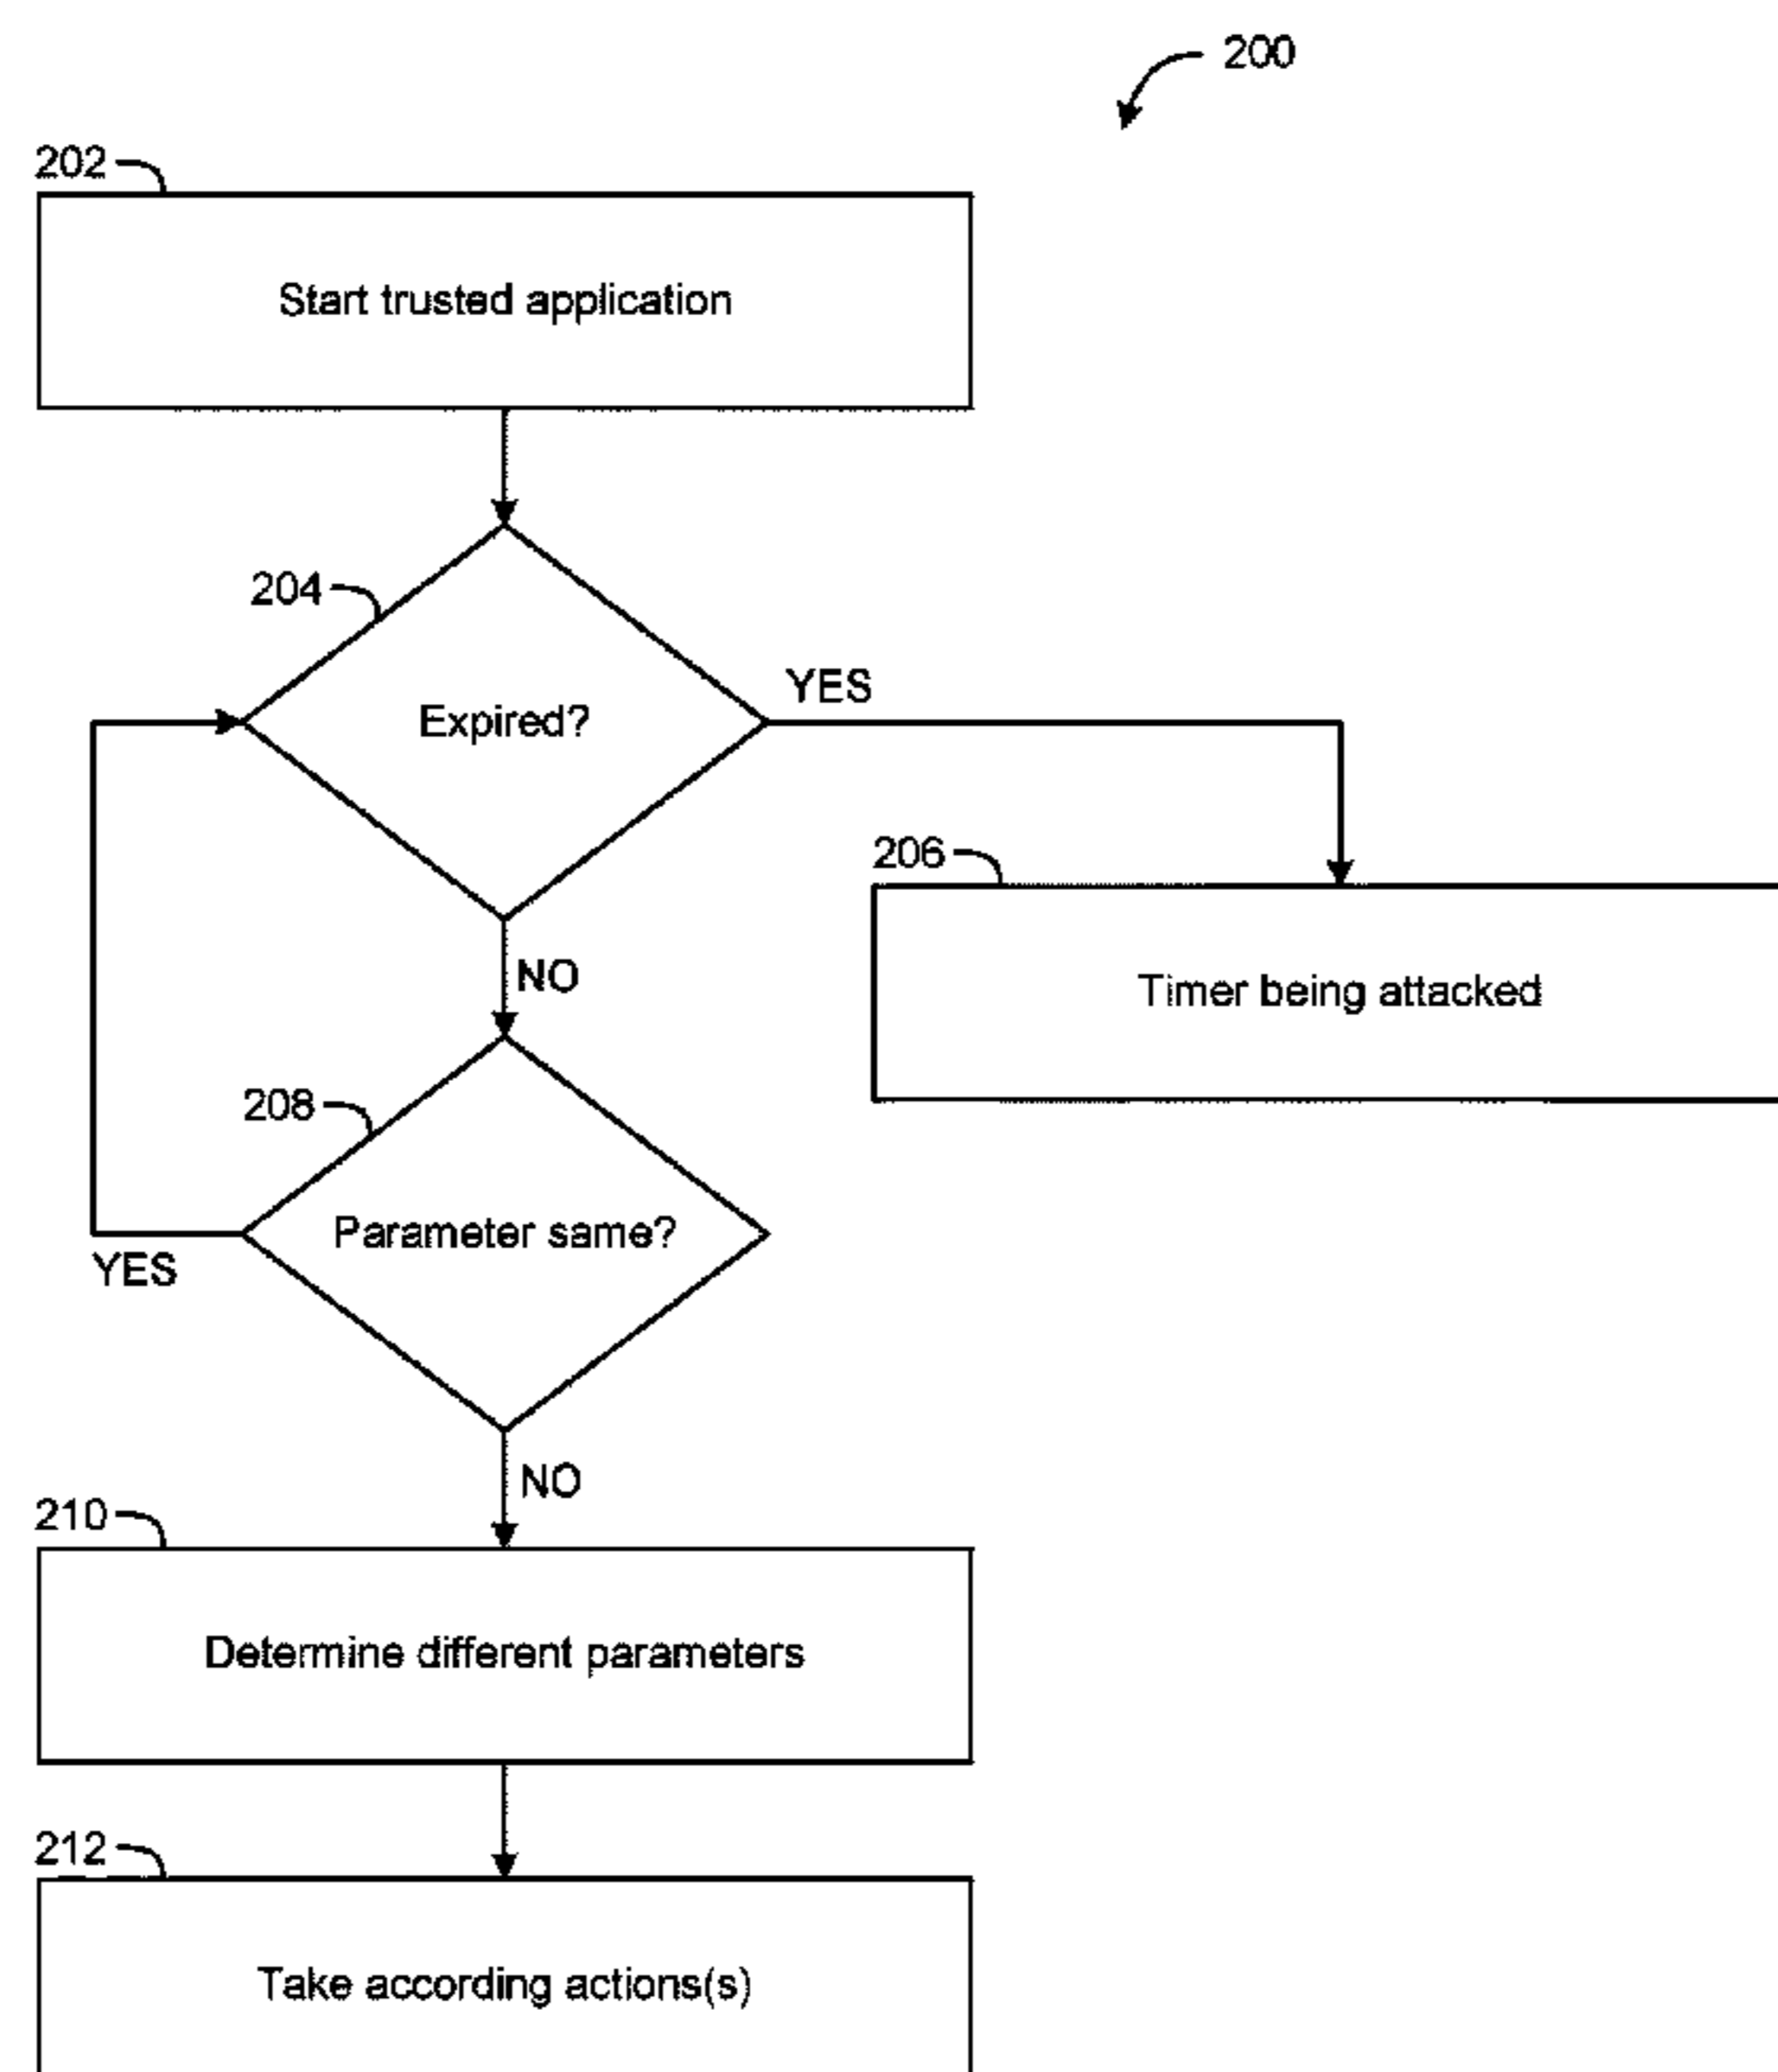 200
202
Start trusted application
204
Expired?
YES
206
Timer being attacked
NO
208
Parameter same?
YES
NO
210
Determine different parameters
212
Take according actions(s)